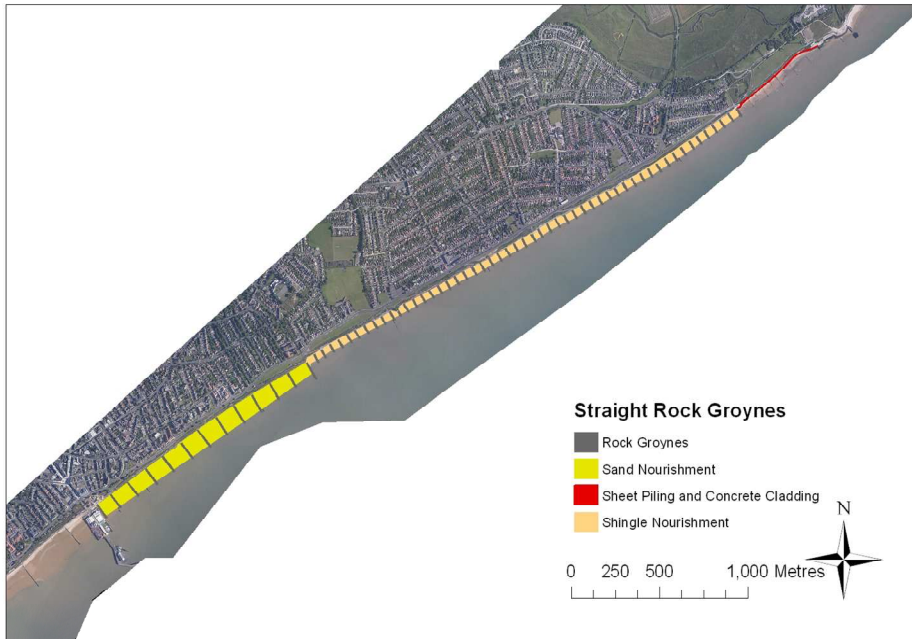 Straight Rock Groynes
Rock Groynes
Sand Nourishment
Sheet Piling and Concrete Cladding
Shingle Nourishment
N
0 250 500 1,000 Metres